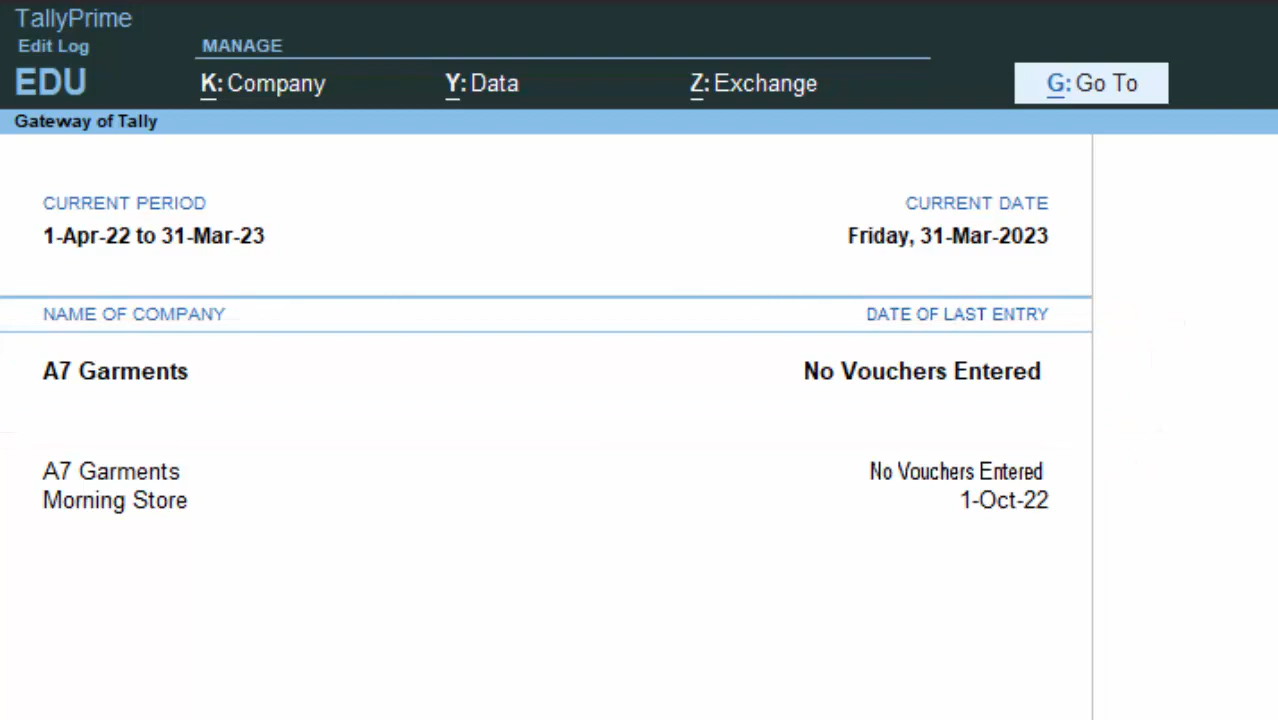 TallyPrime
Edit Log
EDU
MANAGE
K: Company Y: Data Z: Exchange G: Go To
Gateway of Tally
CURRENT PERIOD CURRENT DATE
1-Apr-22 to 31-Mar-23 Friday, 31-Mar-2023
NAME OF COMPANY DATE OF LAST ENTRY
A7 Garments No Vouchers Entered
A7 Garments No Vouchers Entered
Morning Store 1-Oct-22